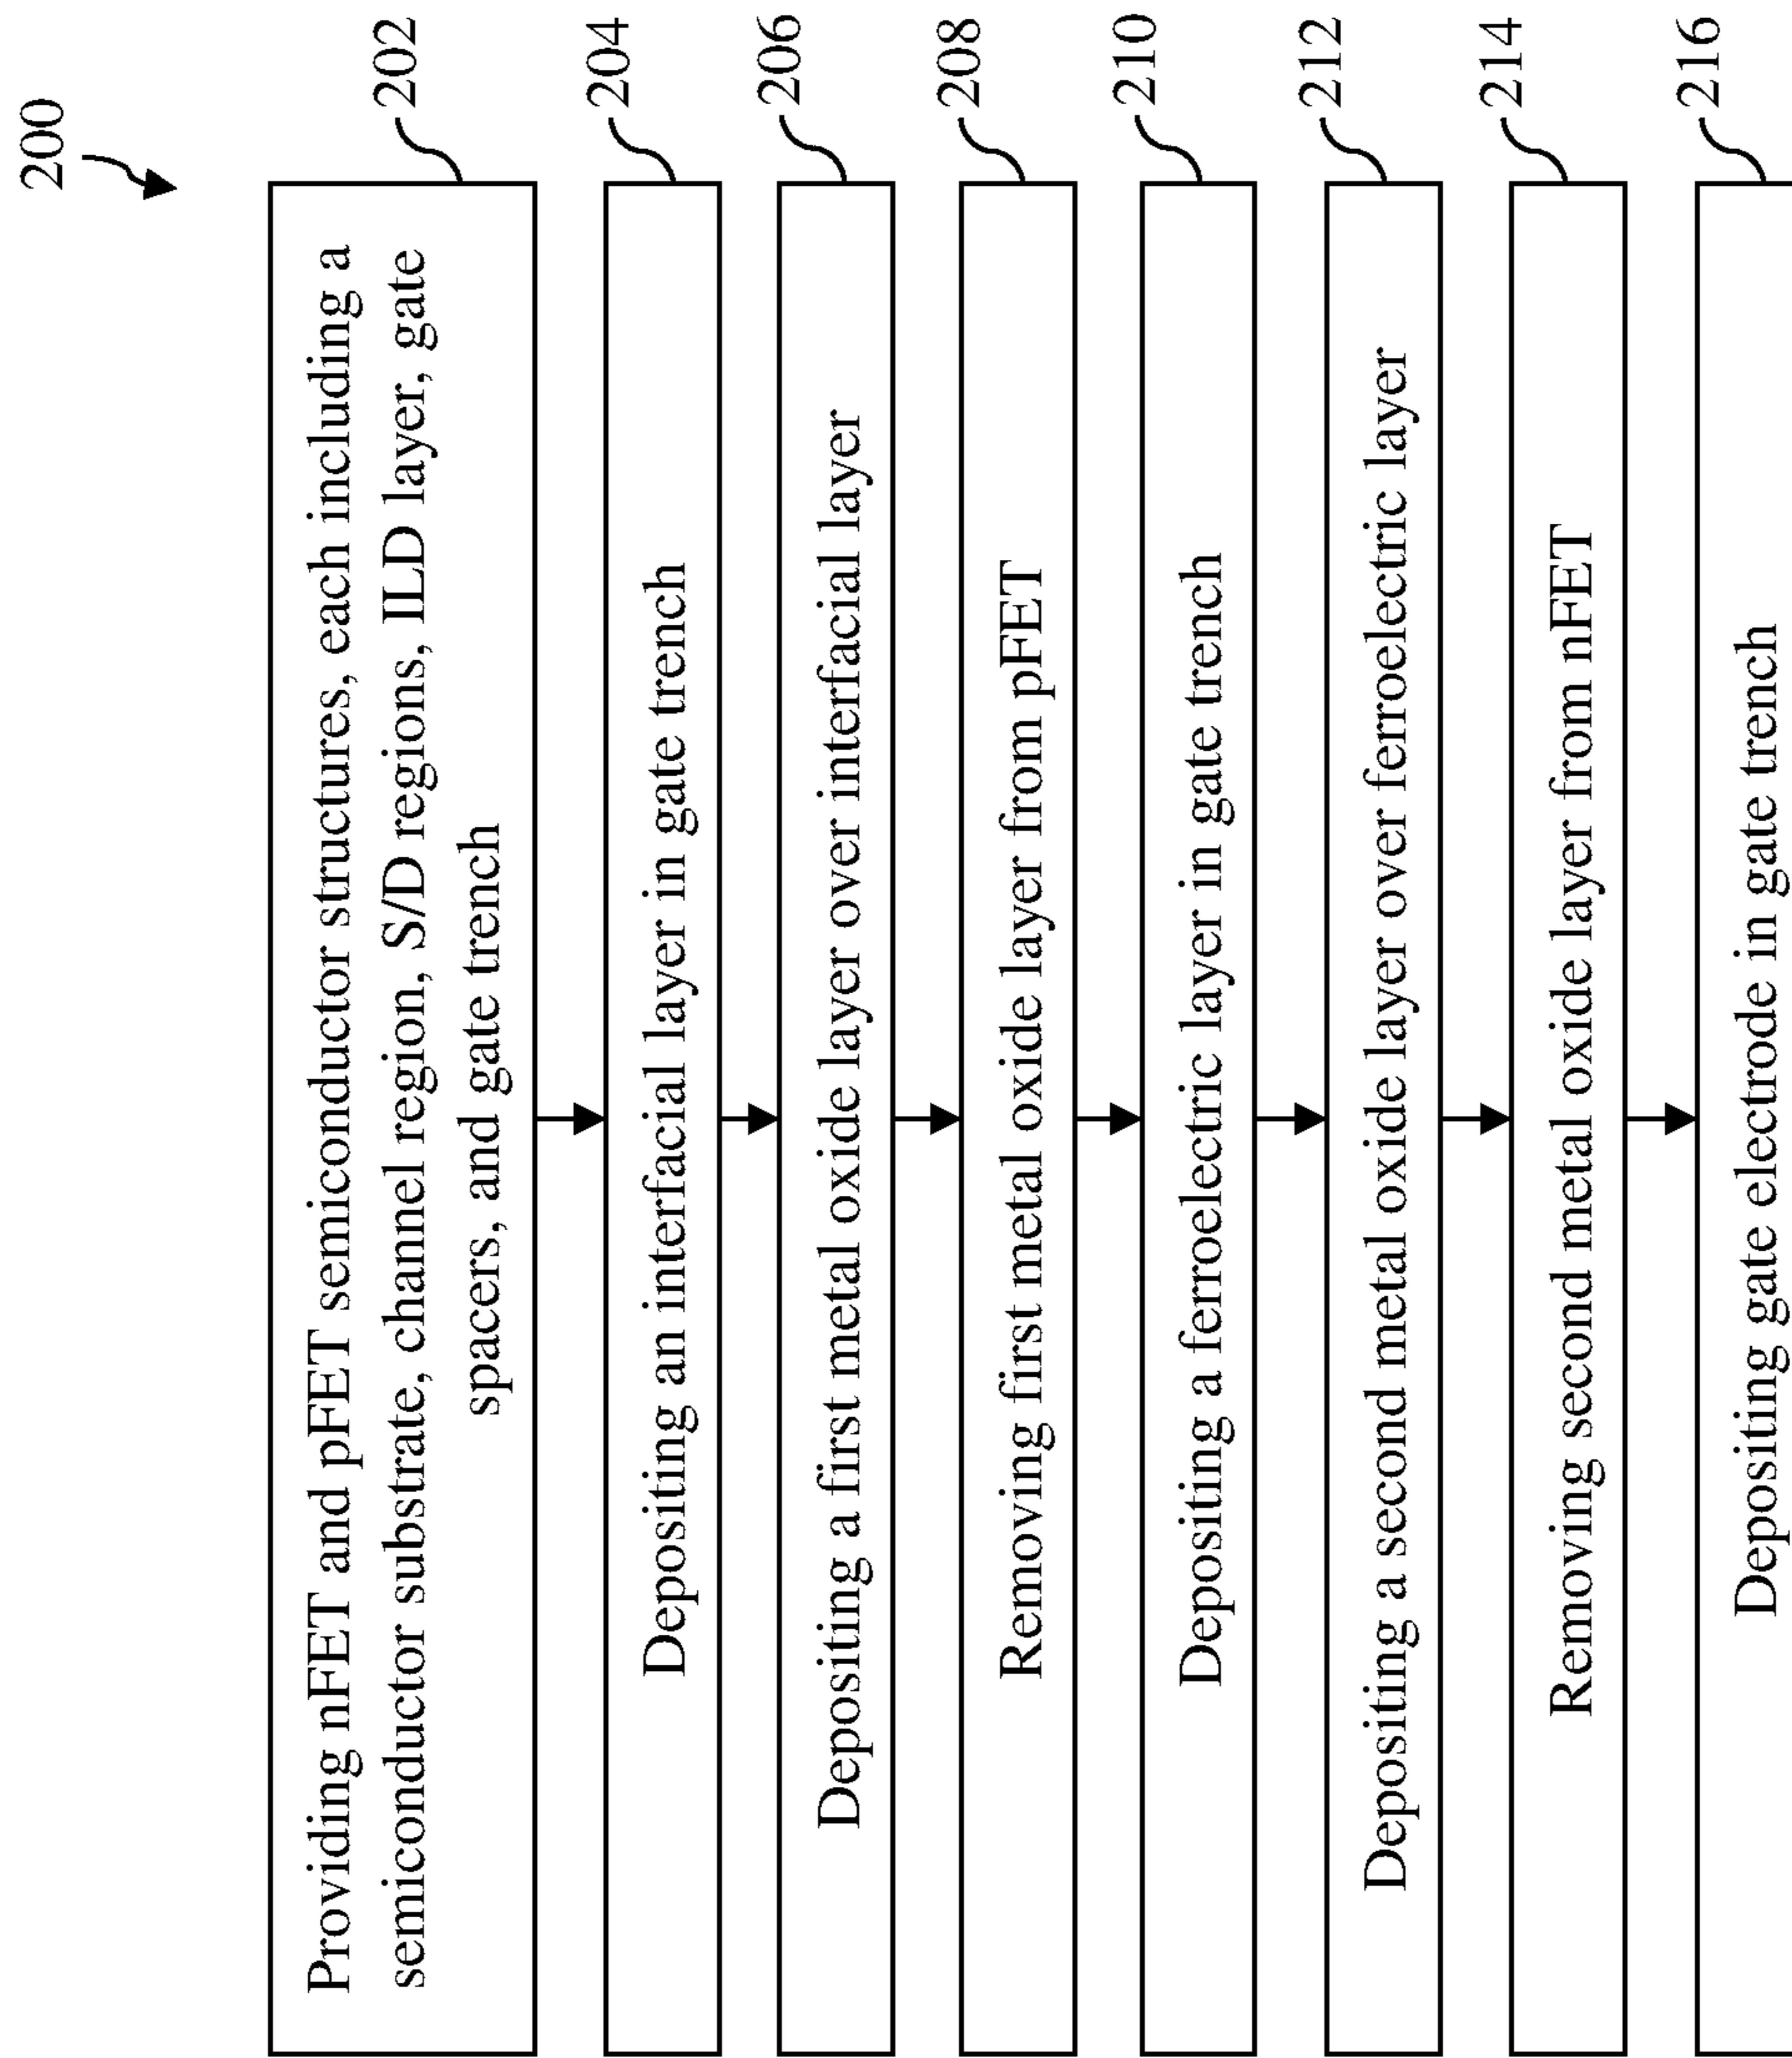 200
Providing nFET and pFET semiconductor structures, each including a
semiconductor substrate, channel region, S/D regions, ILD layer, gate
spacers, and gate trench
202
Depositing an interfacial layer in gate trench
204
Depositing a first metal oxide layer over interfacial layer
206
Removing first metal oxide layer from pFET
208
Depositing a ferroelectric layer in gate trench
210
Depositing a second metal oxide layer over ferroelectric layer
212
Removing second metal oxide layer from nFET
214
Depositing gate electrode in gate trench
216